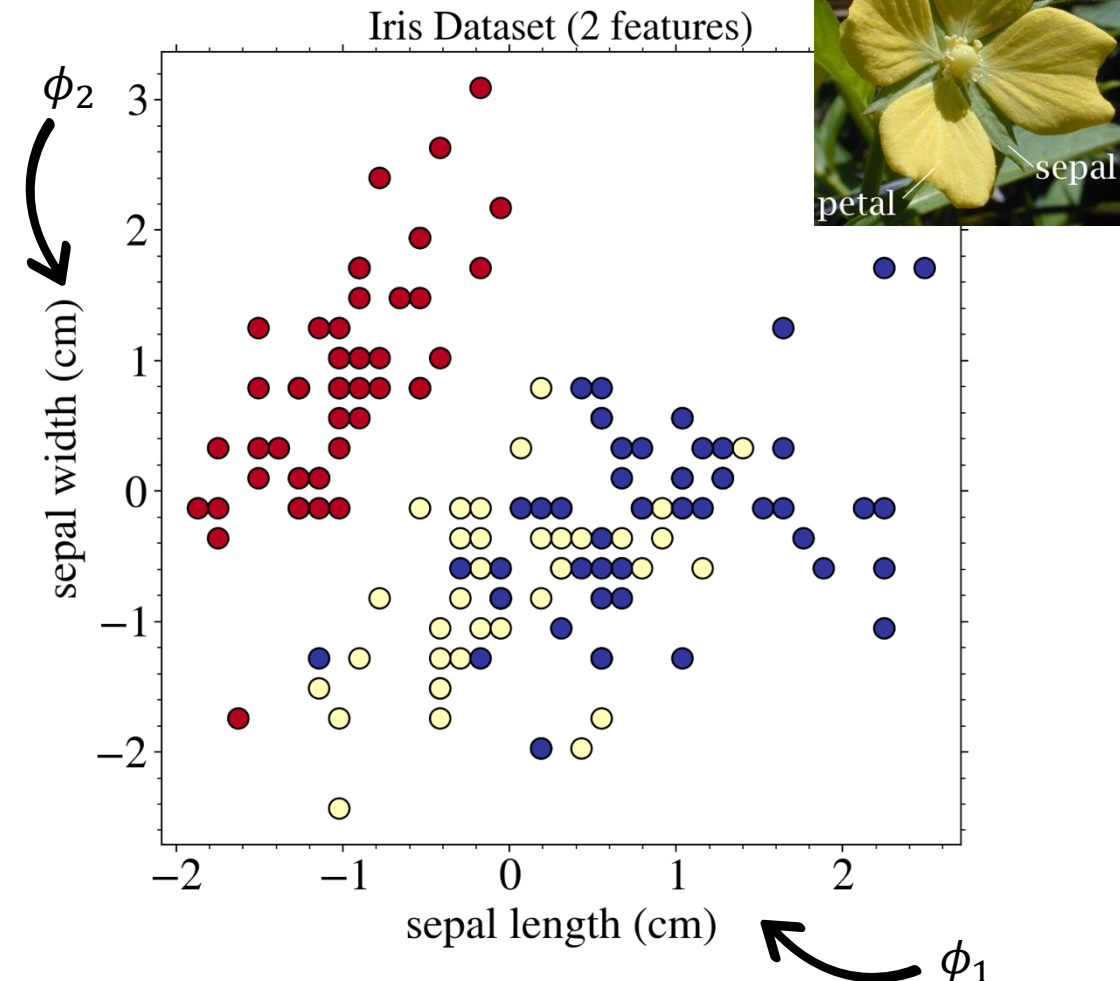 Iris Dataset (2 features)
ϕ₂
sepal
petal
3
2
1
0
−1
−2
sepal width (cm)
−2 −1 0 1 2
sepal length (cm)
ϕ₁